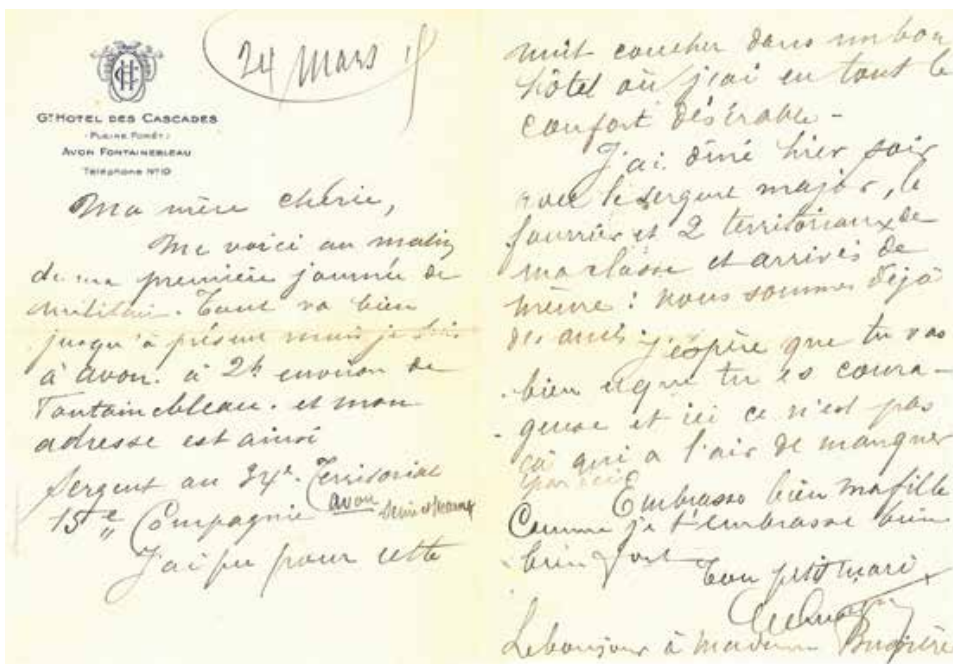 24 mars
Gd HOTEL DES CASCADES
(PLEINE FORÊT)
AVON FONTAINEBLEAU
Téléphone N°10
Ma mère chérie,
Me voici au matin
de ma première journée de
Tout va bien
jusqu'à présent mais je suis
à avon. à 2k environ de
Fontainebleau. et mon
adresse est ainsi
Sergent au 34e Territorial
15e Compagnie avon Seine et Marne
J'ai pu pour cette
nuit coucher dans un bon
hôtel où j'ai eu tout le
confort désirable -
J'ai dîné hier soir
avec le sergent major, le
fourrier et 2 territoriaux de
ma classe et arrivés de
même : nous sommes déjà
des amis. J'espère que tu vas
bien et que tu es coura-
geuse et ici ce n'est pas
ça qui a l'air de manquer
Embrasse bien ma fille
Comme je t'embrasse bien
bien fort
Ton petit mari
Le bonjour à madame